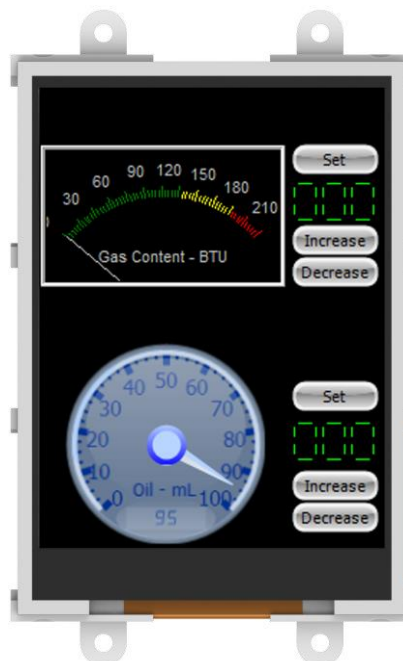 Set
0 30 60 90 120 150 180 210
000
Increase
Gas Content - BTU
Decrease
Set
0 10 20 30 40 50 60 70 80 90 100
000
Oil - mL
95
Increase
Decrease